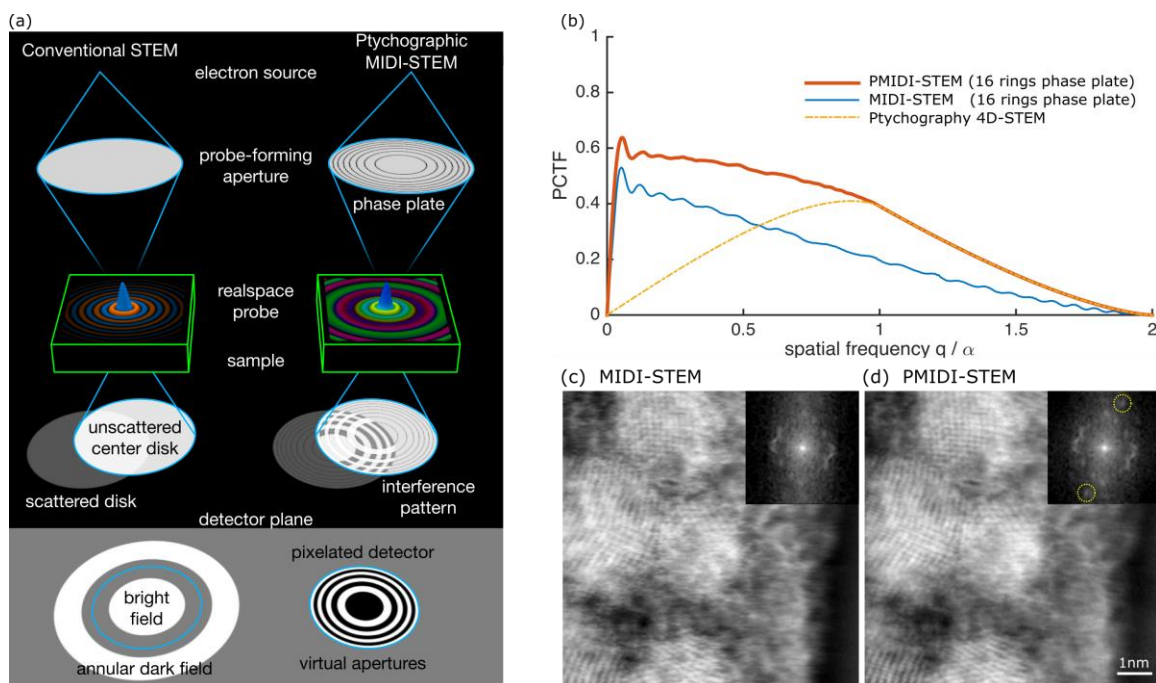 (a)
Conventional STEM
Ptychographic
MIDI-STEM
electron source
probe-forming
aperture
phase plate
realspace
probe
sample
unscattered
center disk
scattered disk
interference
pattern
detector plane
pixelated detector
bright
field
annular dark field
virtual apertures
(b)
PCTF
1
0.8
0.6
0.4
0.2
0
PMIDI-STEM (16 rings phase plate)
MIDI-STEM (16 rings phase plate)
Ptychography 4D-STEM
0 0.5 1 1.5 2
spatial frequency q / α
(c) MIDI-STEM
(d) PMIDI-STEM
1nm